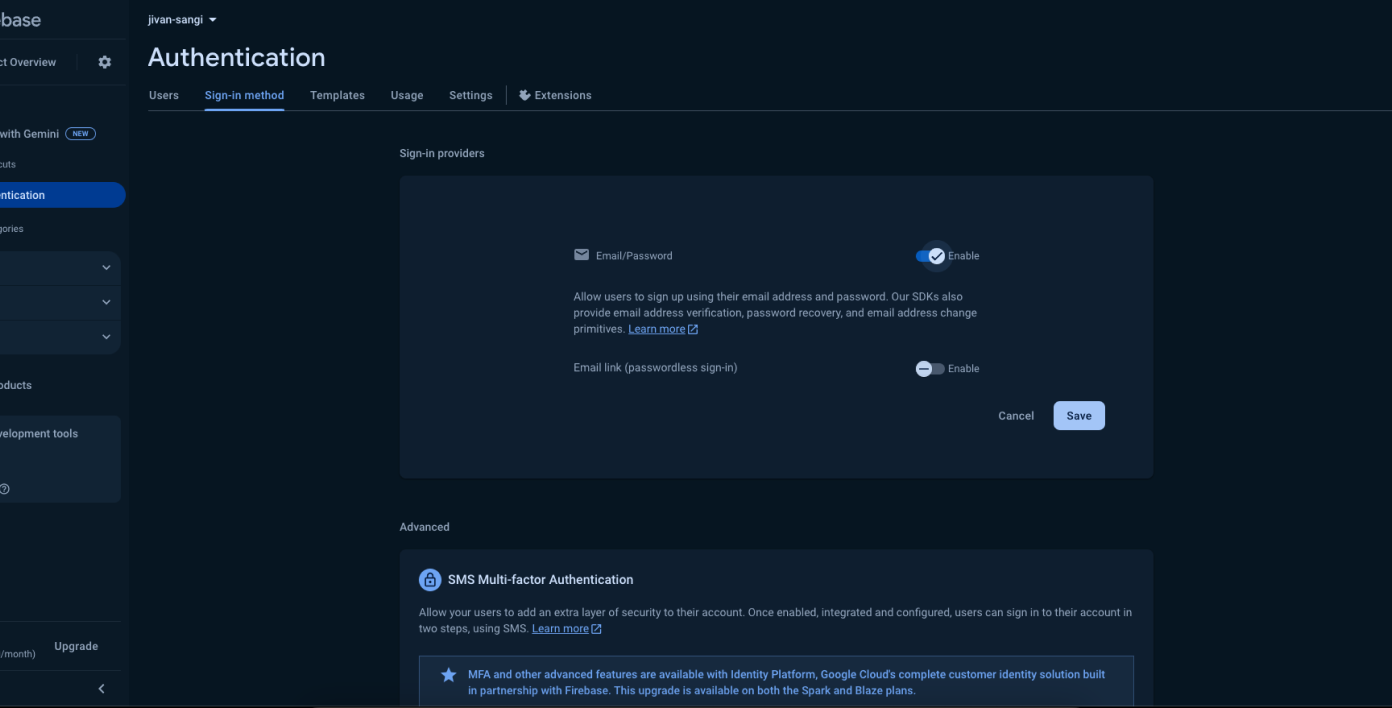 base
jivan-sangi
Authentication
ct Overview
Users
Sign-in method
Templates
Usage
Settings
Extensions
with Gemini
NEW
cuts
entication
gories
oducts
velopment tools
/month)
Upgrade
Sign-in providers
Email/Password
Enable
Allow users to sign up using their email address and password. Our SDKs also
provide email address verification, password recovery, and email address change
primitives. Learn more
Email link (passwordless sign-in)
Enable
Cancel
Save
Advanced
SMS Multi-factor Authentication
Allow your users to add an extra layer of security to their account. Once enabled, integrated and configured, users can sign in to their account in
two steps, using SMS. Learn more
MFA and other advanced features are available with Identity Platform, Google Cloud's complete customer identity solution built
in partnership with Firebase. This upgrade is available on both the Spark and Blaze plans.